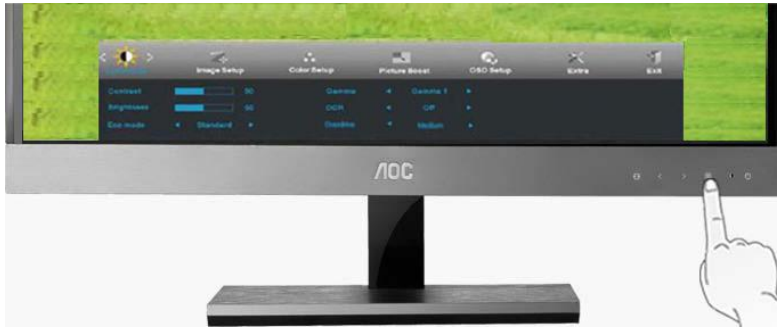 Image Setup Color Setup Picture Boost OSD Setup Extra Exit
Contrast 50 Gamma Gamma 1
Brightness 50 DCR Off
Eco mode Standard Overdrive Medium
AOC